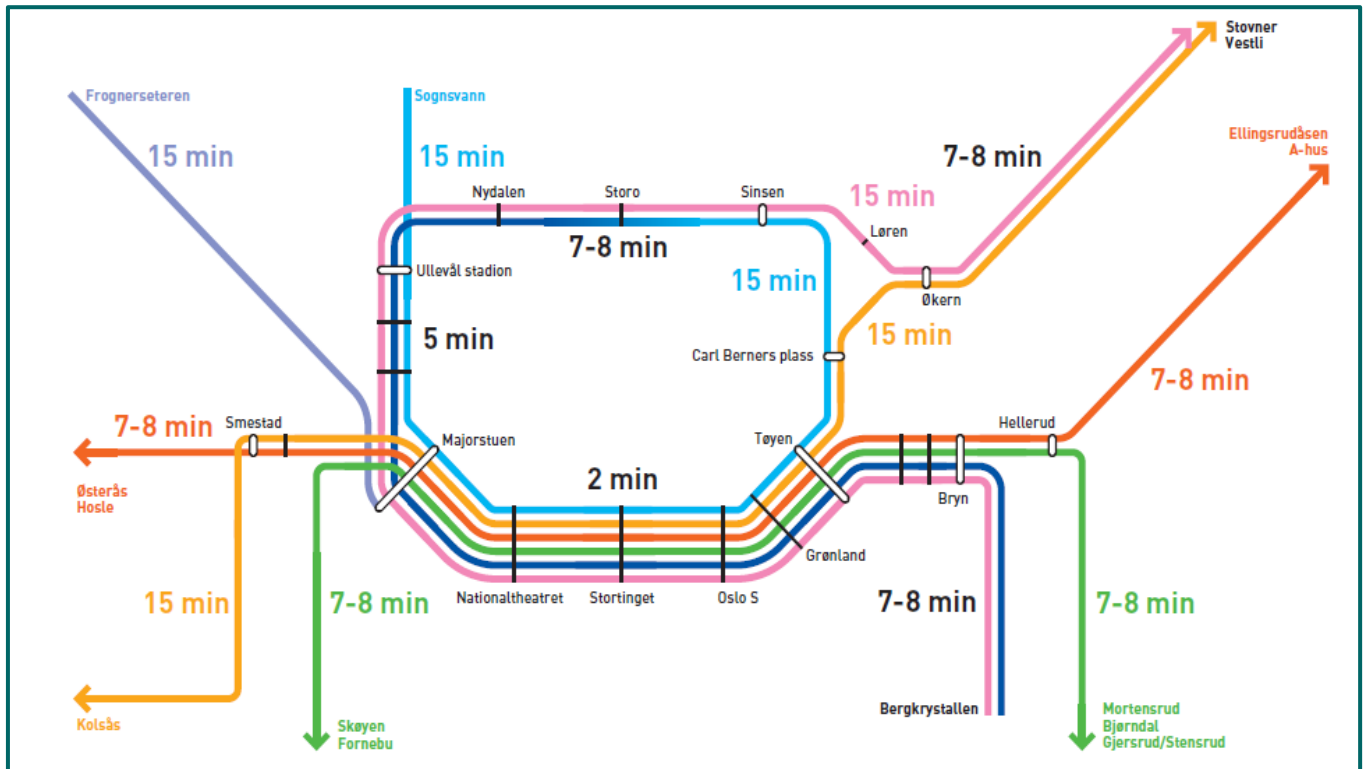 Stovner
Vestli
Frognerseteren
Sognsvann
Ellingsrudåsen
A-hus
15 min
15 min
7-8 min
Nydalen
Storo
Sinsen
15 min
Løren
7-8 min
Ullevål stadion
15 min
Økern
5 min
15 min
Carl Berners plass
7-8 min
7-8 min
Smestad
Majorstuen
Tøyen
Hellerud
Østerås
Hosle
2 min
Bryn
Grønland
15 min
7-8 min
Nationaltheatret
Stortinget
Oslo S
7-8 min
7-8 min
Kolsås
Skøyen
Fornebu
Bergkrystallen
Mortensrud
Bjørndal
Gjersrud/Stensrud